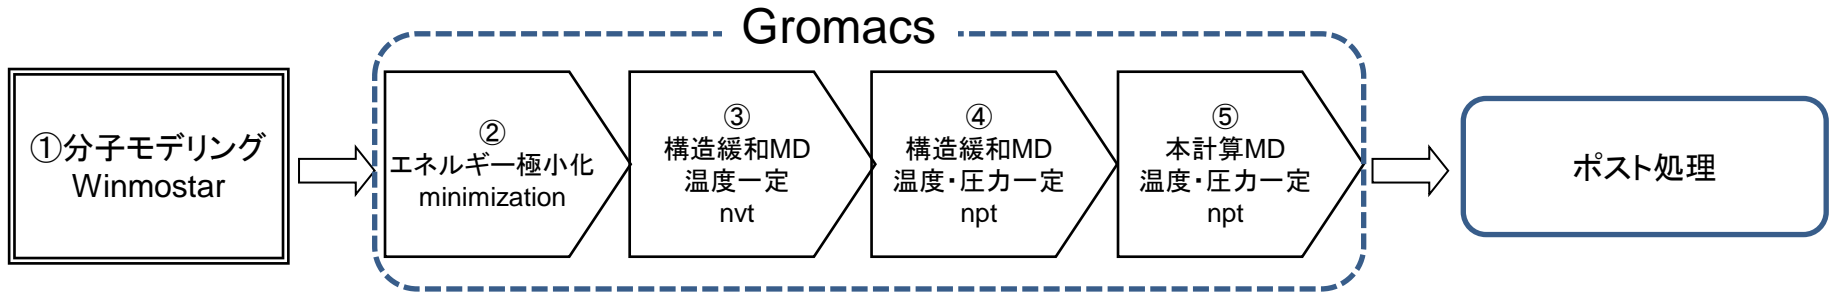 Gromacs
①分子モデリング
Winmostar
②
エネルギー極小化
minimization
③
構造緩和MD
温度一定
nvt
④
構造緩和MD
温度・圧力一定
npt
⑤
本計算MD
温度・圧力一定
npt
ポスト処理